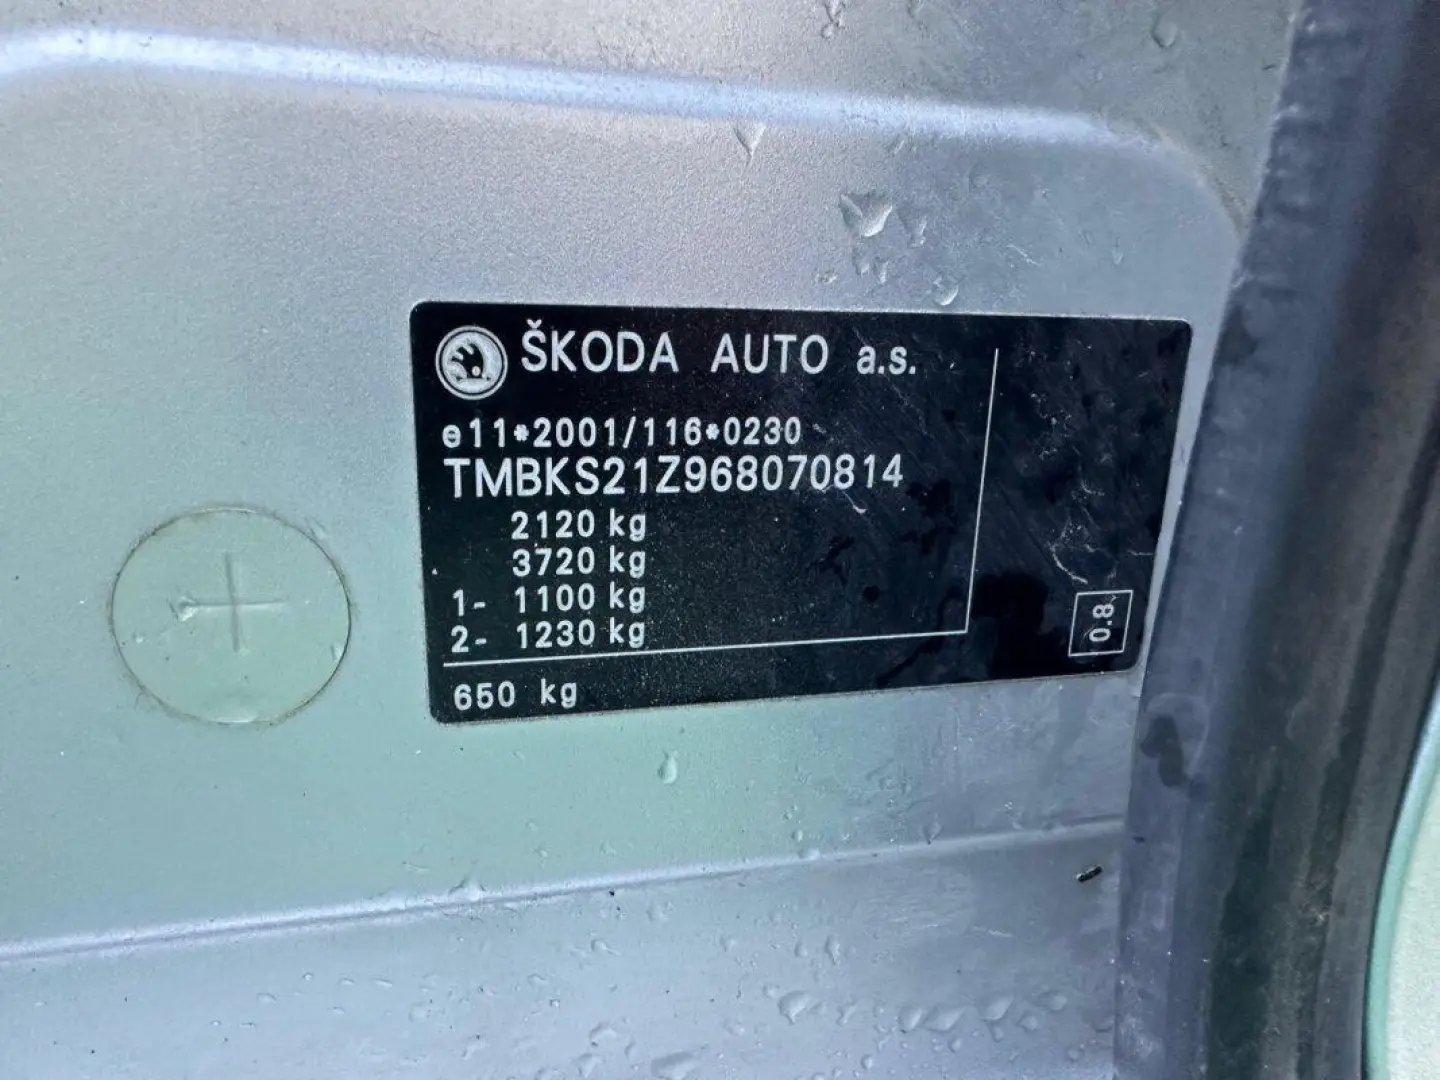 ŠKODA AUTO a.s.
e11*2001/116*0230
TMBKS21Z968070814
2120 kg
3720 kg
1- 1100 kg
2- 1230 kg
650 kg
0.8